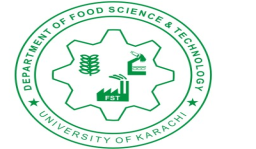 DEPARTMENT OF FOOD SCIENCE & TECHNOLOGY
FST
UNIVERSITY OF KARACHI